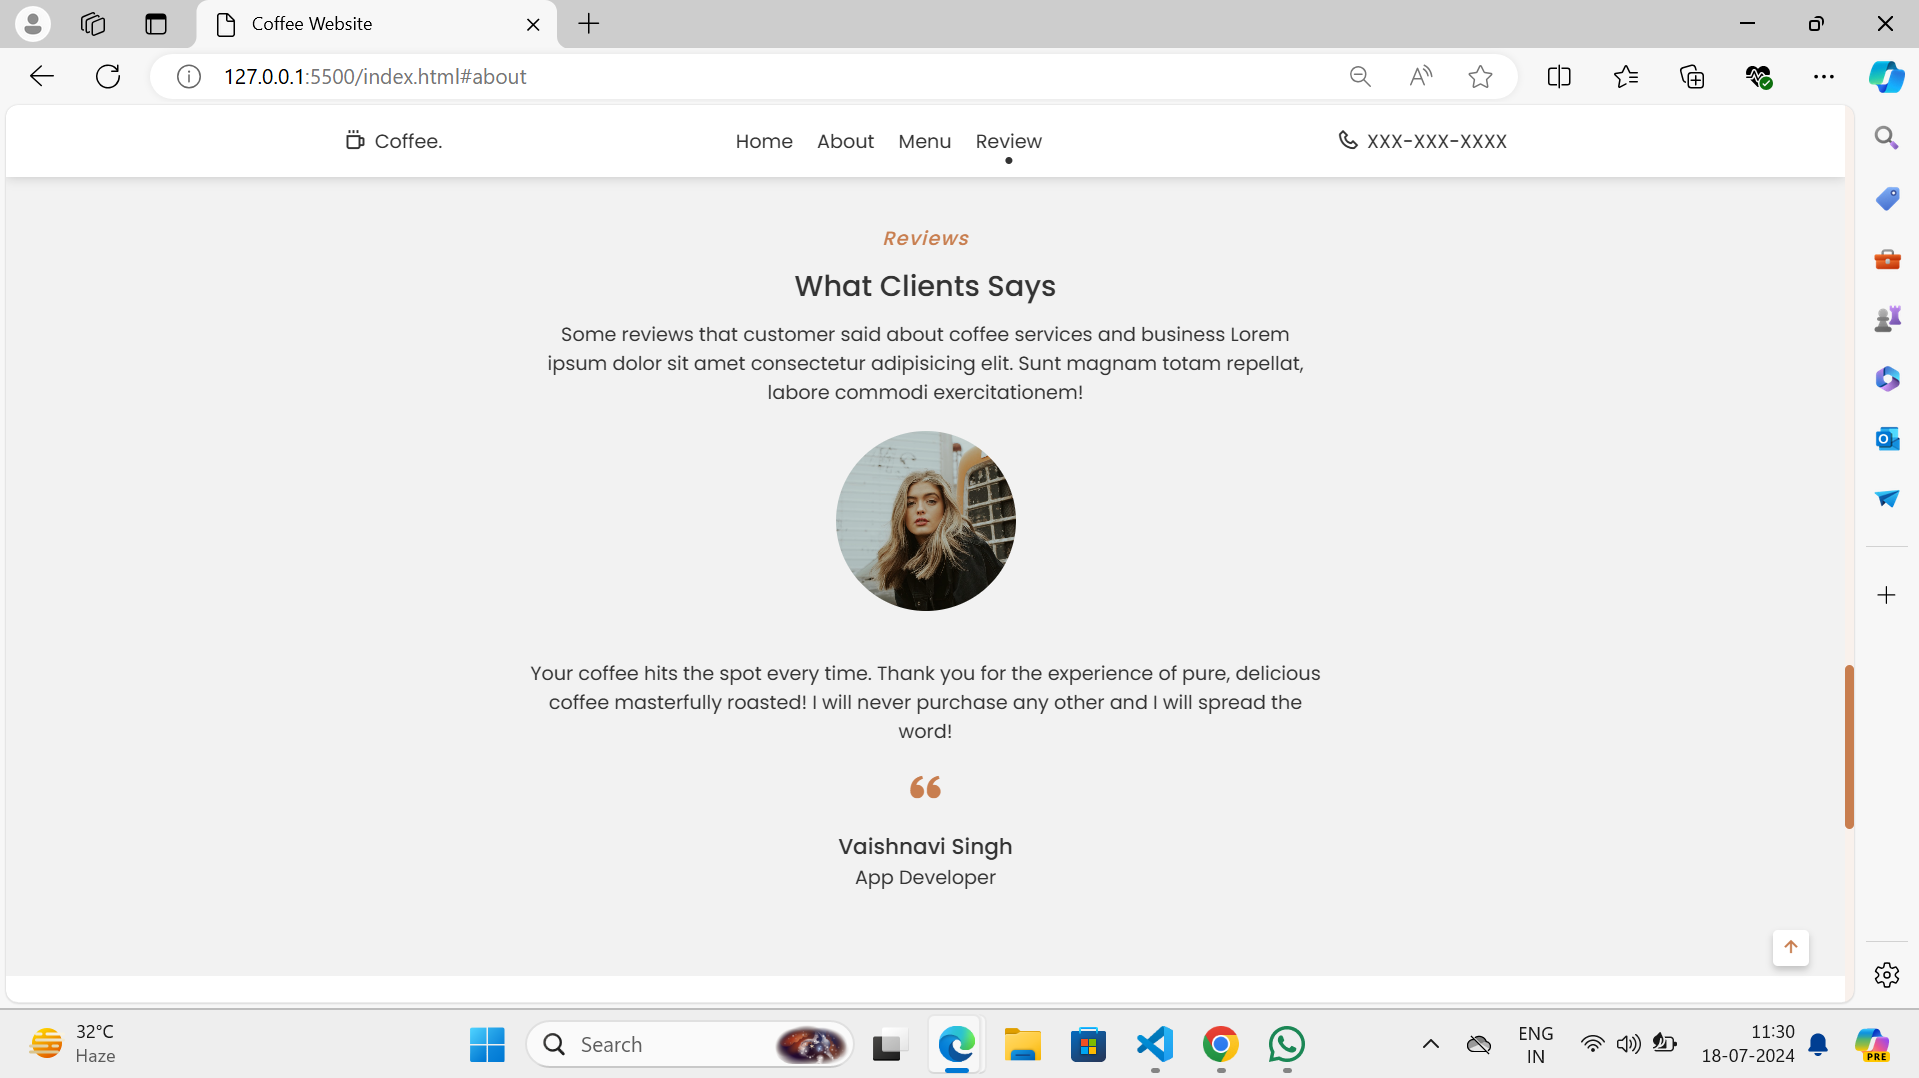 Coffee Website
127.0.0.1:5500/index.html#about
Coffee.
Home About Menu Review
XXX-XXX-XXXX
Reviews
What Clients Says
Some reviews that customer said about coffee services and business Lorem
ipsum dolor sit amet consectetur adipisicing elit. Sunt magnam totam repellat,
labore commodi exercitationem!
Your coffee hits the spot every time. Thank you for the experience of pure, delicious
coffee masterfully roasted! I will never purchase any other and I will spread the
word!
“
Vaishnavi Singh
App Developer
32°C
Haze
Search
ENG
IN
11:30
18-07-2024
PRE